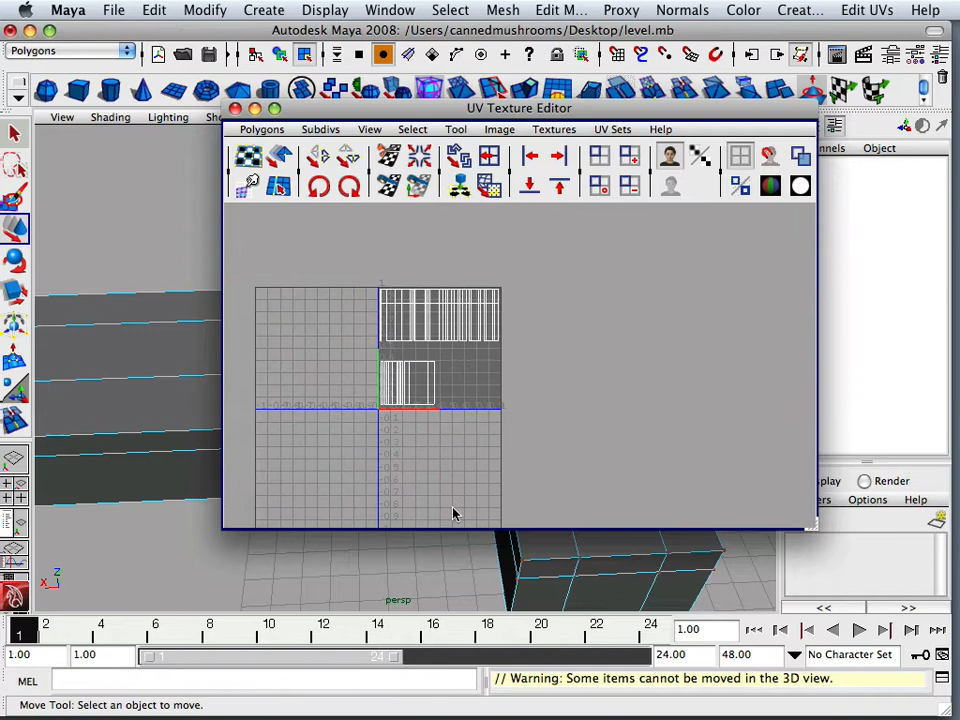 Maya File Edit Modify Create Display Window Select Mesh Edit M... Proxy Normals Color Creat... Edit UVs Help
Autodesk Maya 2008: /Users/cannedmushrooms/Desktop/level.mb
Polygons
View Shading Lighting
UV Texture Editor
Polygons Subdivs View Select Tool Image Textures UV Sets Help
nnels Object
splay Render
ers Options Help
<< >>
Z
X
persp
1 2 4 6 8 10 12 14 16 18 20 22 24 1.00
1.00 1.00 1 24 24.00 48.00 No Character Set
MEL // Warning: Some items cannot be moved in the 3D view.
Move Tool: Select an object to move.